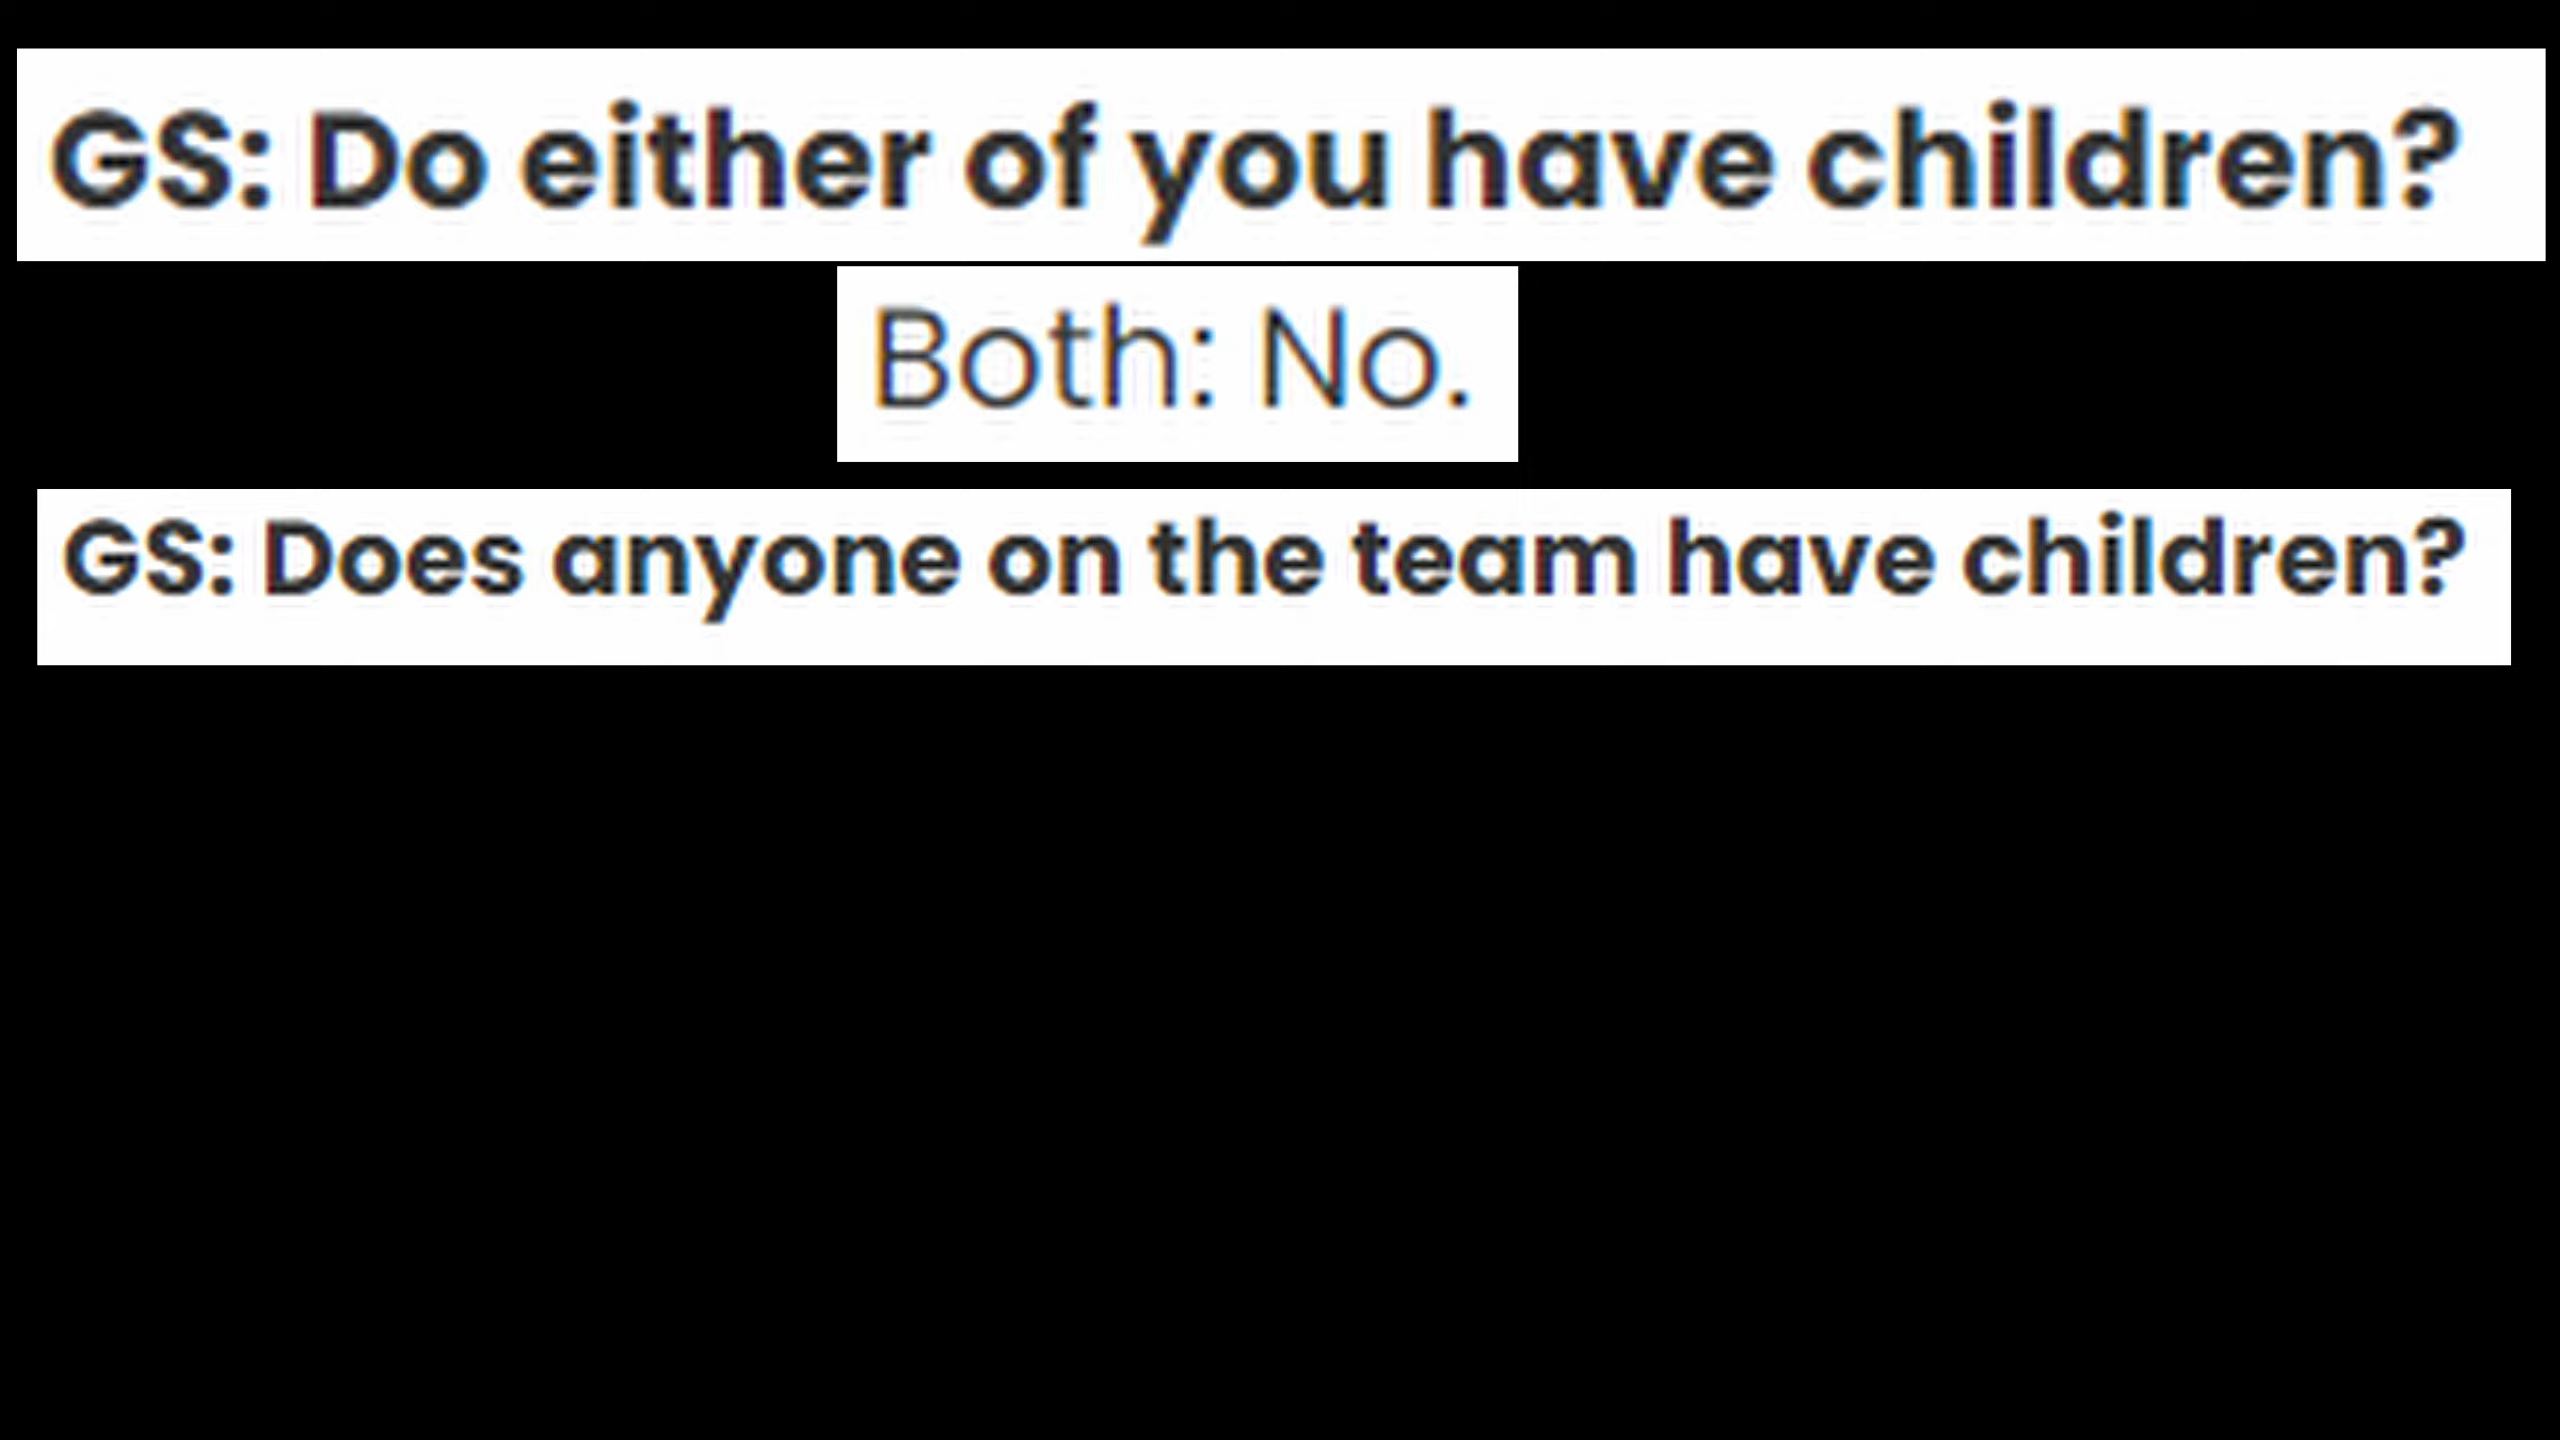 GS: Do either of you have children?
Both: No.
GS: Does anyone on the team have children?